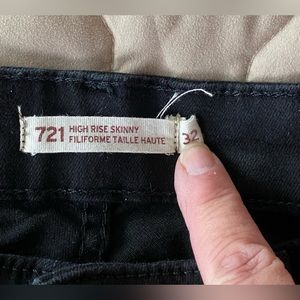 721
HIGH RISE SKINNY
FILIFORME TAILLE HAUTE
32